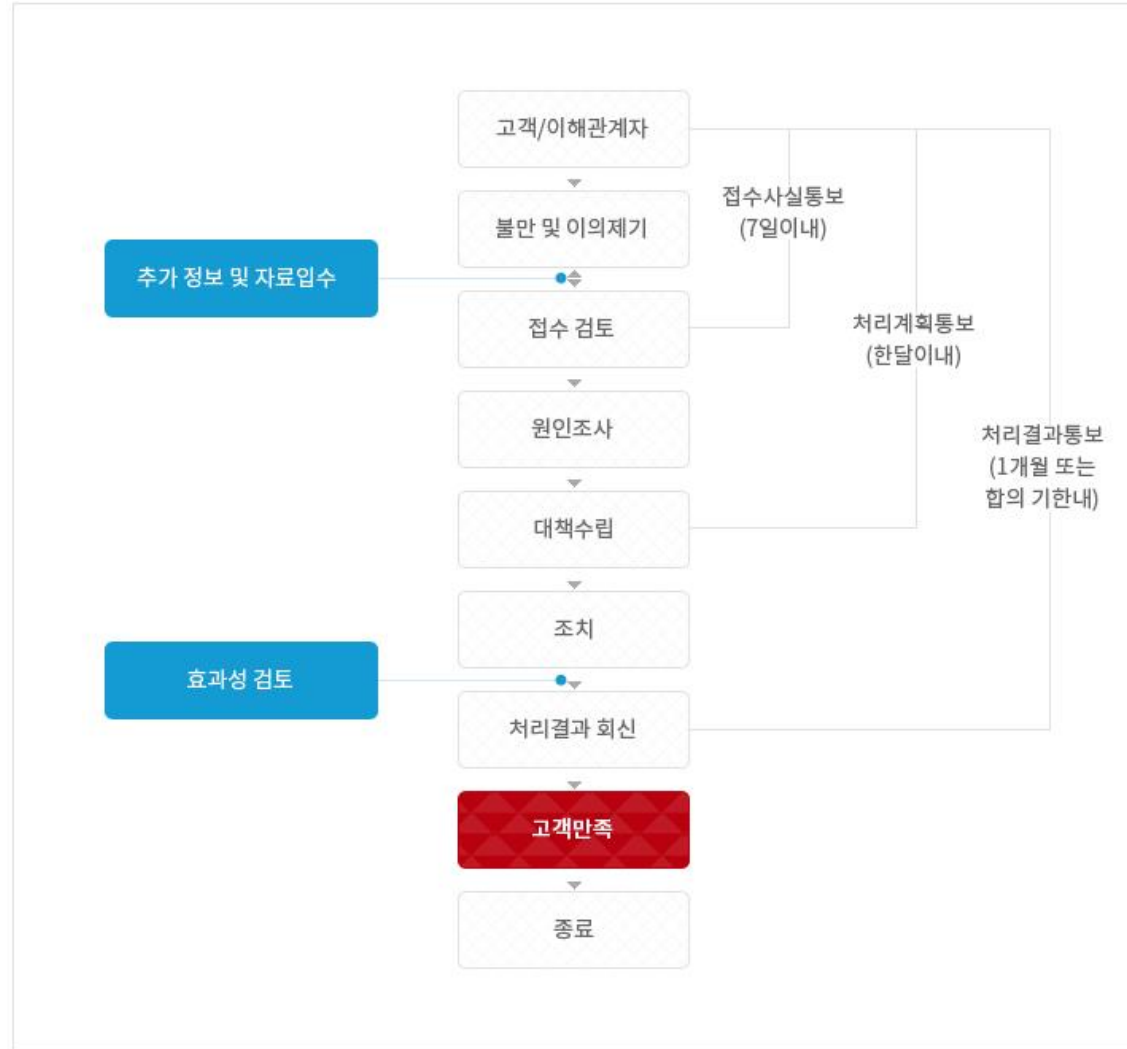 고객/이해관계자
불만 및 이의제기
접수사실통보
(7일이내)
추가 정보 및 자료입수
접수 검토
처리계획통보
(한달이내)
원인조사
처리결과통보
(1개월 또는
합의 기한내)
대책수립
조치
효과성 검토
처리결과 회신
고객만족
종료